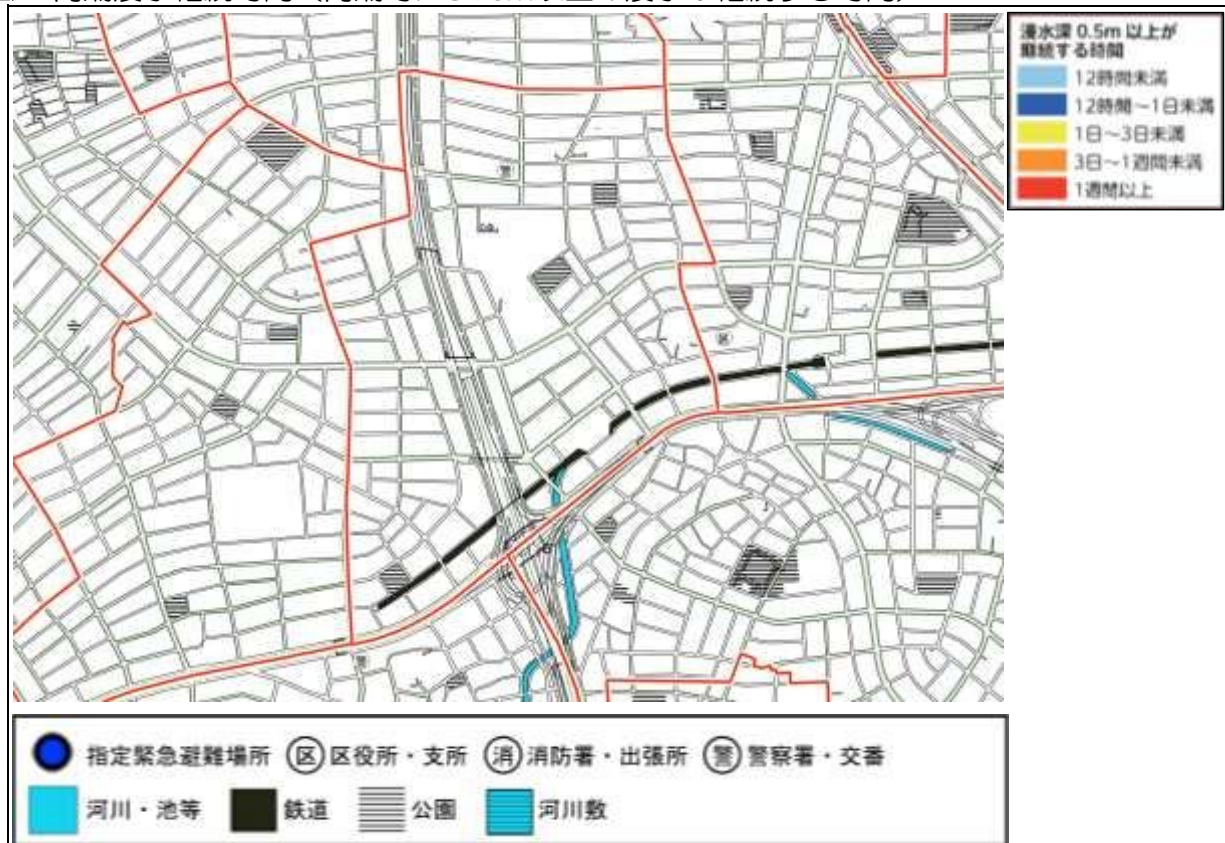 浸水深 0.5m 以上が
継続する時間
12時間未満
12時間～1日未満
1日～3日未満
3日～1週間未満
1週間以上
区
警
警
指定緊急避難場所 区 区役所・支所 消 消防署・出張所 警 警察署・交番
河川・池等 鉄道 公園 河川敷